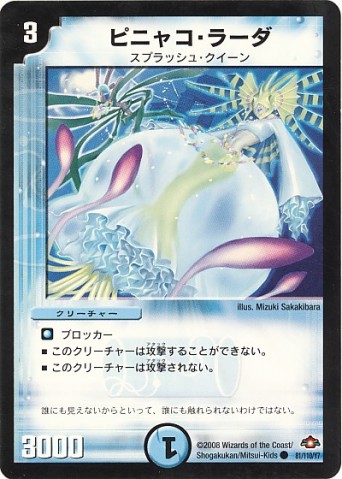 3
ピニャコ・ラーダ
スプラッシュ・クイーン
illus. Mizuki Sakakibara
クリーチャー
ブロッカー
■ このクリーチャーは攻撃することができない。
■ このクリーチャーは攻撃されない。
誰にも見えないからといって、誰にも触れられないわけではない。
3000
1
©2008 Wizards of the Coast/
Shogakukan/Mitsui-Kids
81/110/Y7